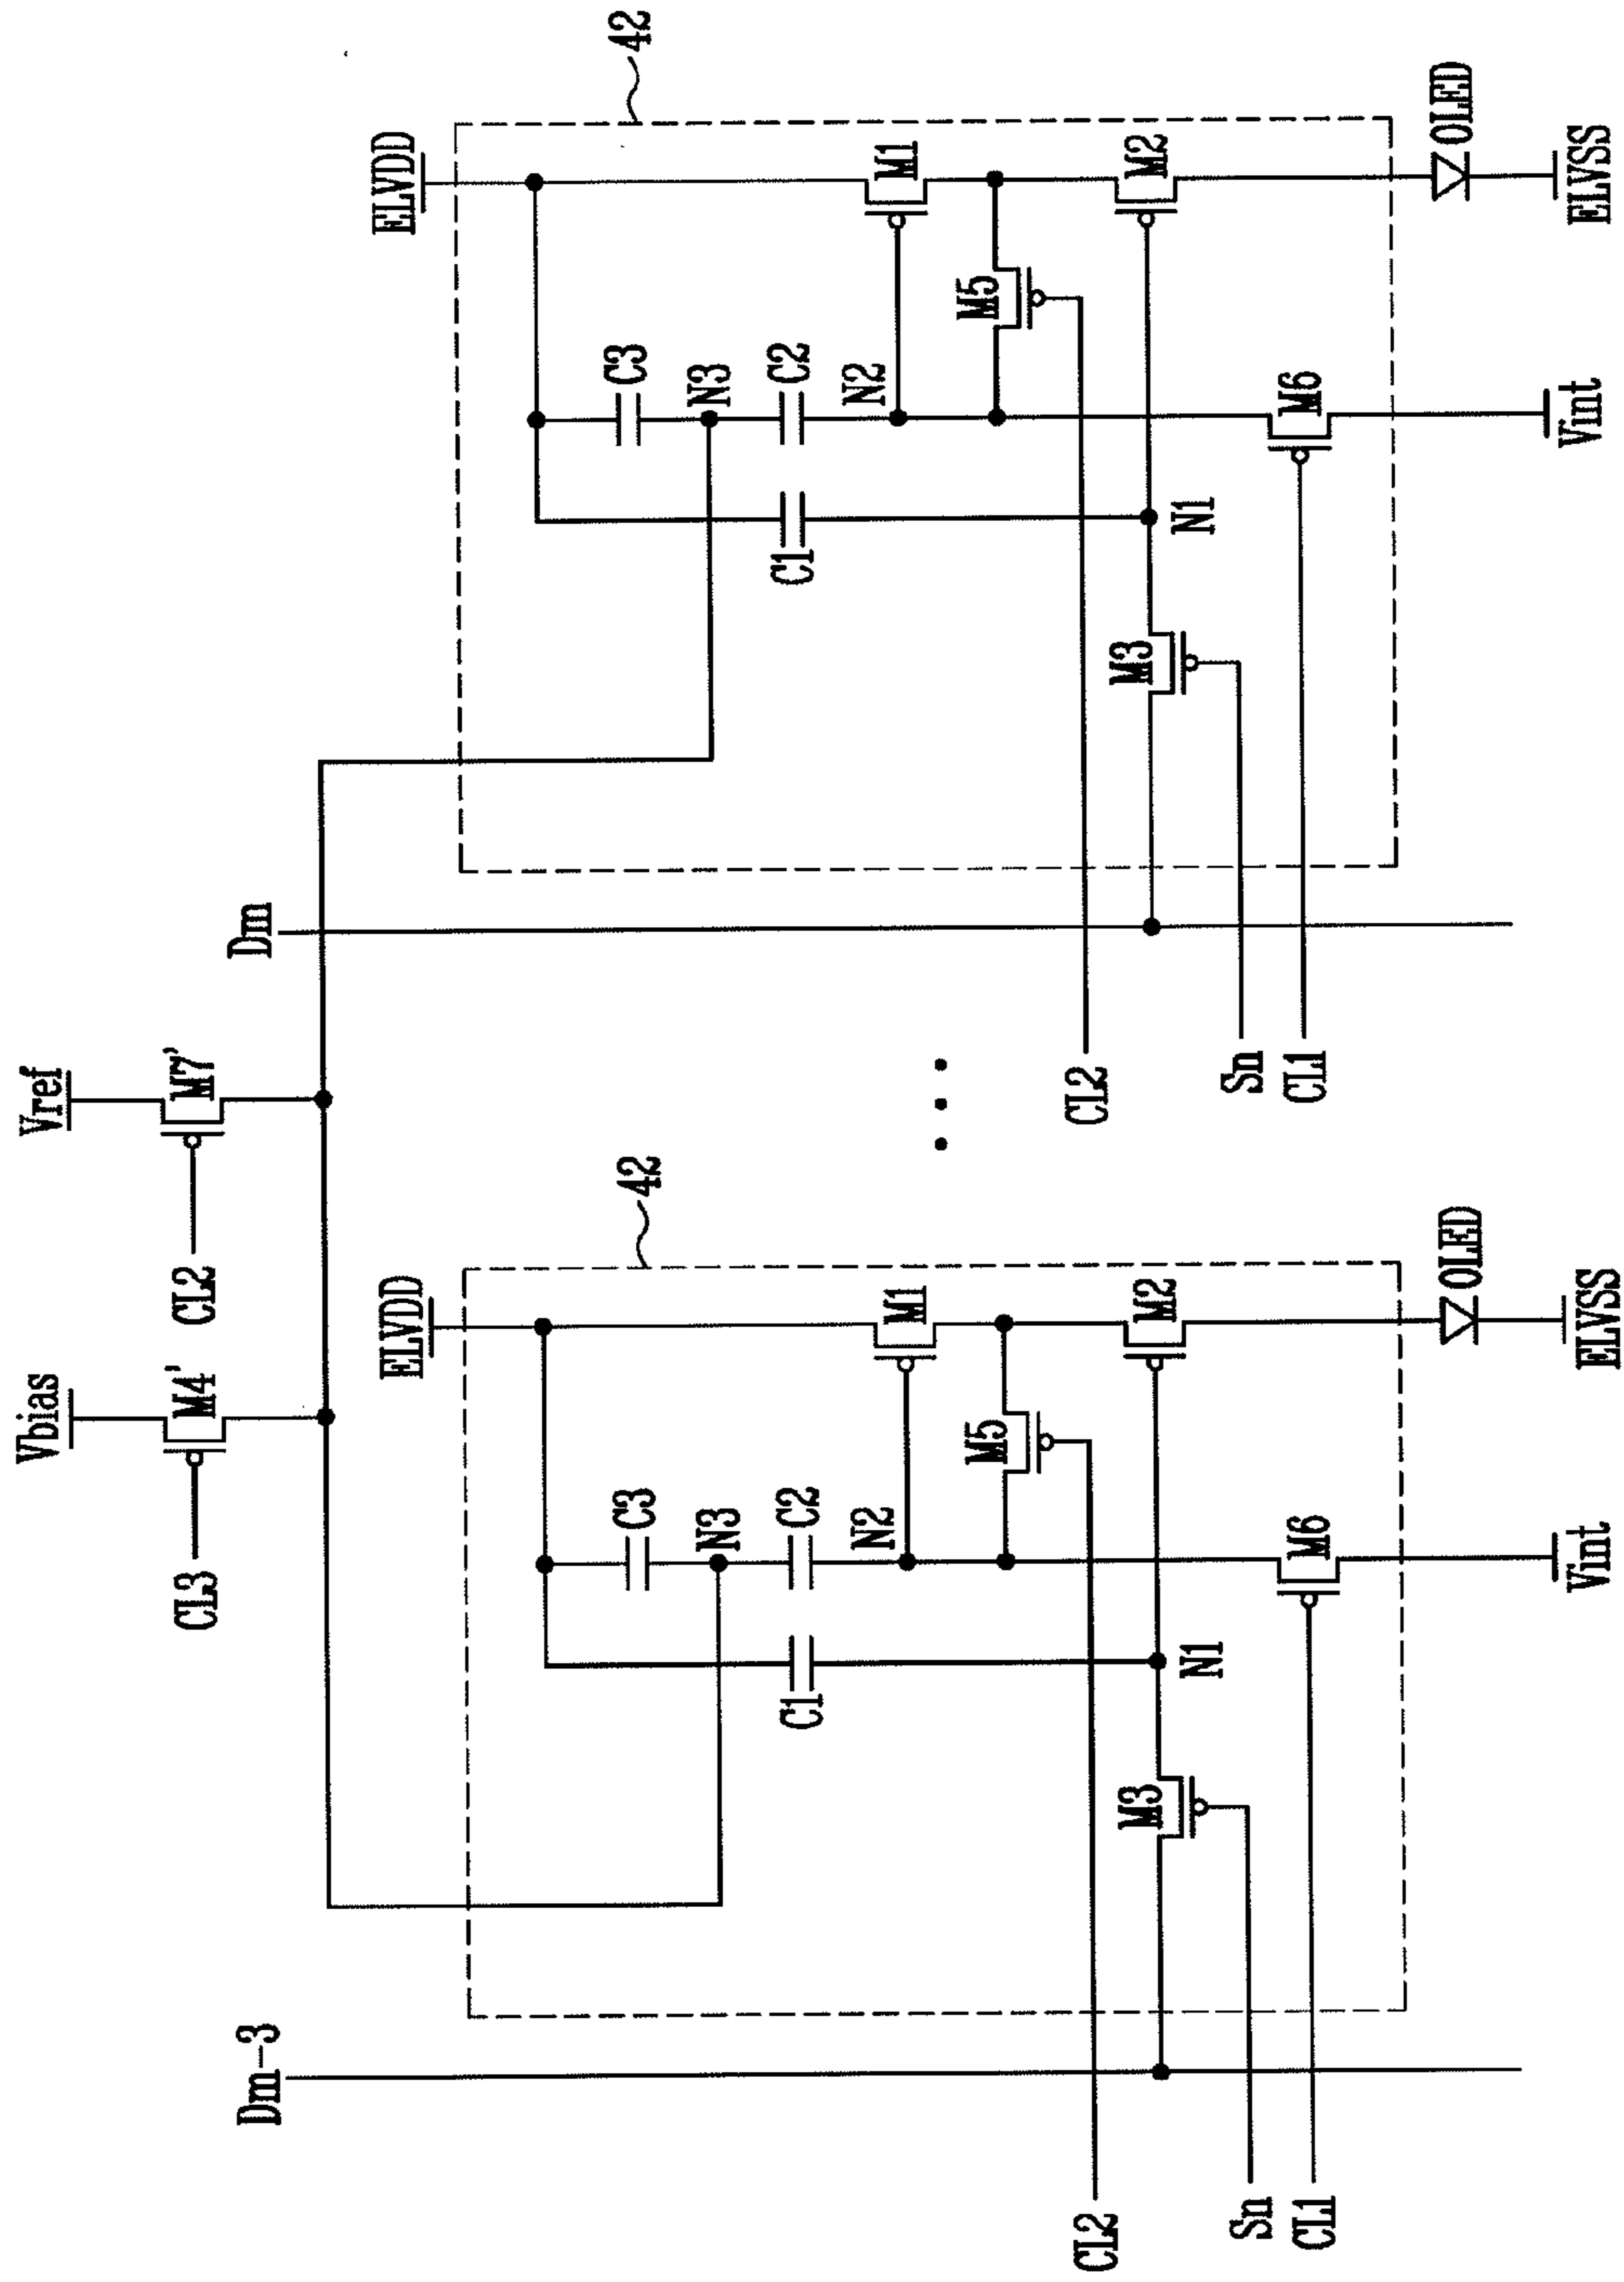 Vbias
Vref
CL3
M4'
CL2
M7'
Dm-3
ELVDD
42
C3
N3
C1
C2
N2
M1
M5
M3
N1
M2
M6
OLED
CL2
Sn
CL1
Vint
ELVSS
Dm
ELVDD
42
C3
N3
C1
C2
N2
M1
M5
M3
N1
M2
M6
OLED
CL2
Sn
CL1
Vint
ELVSS